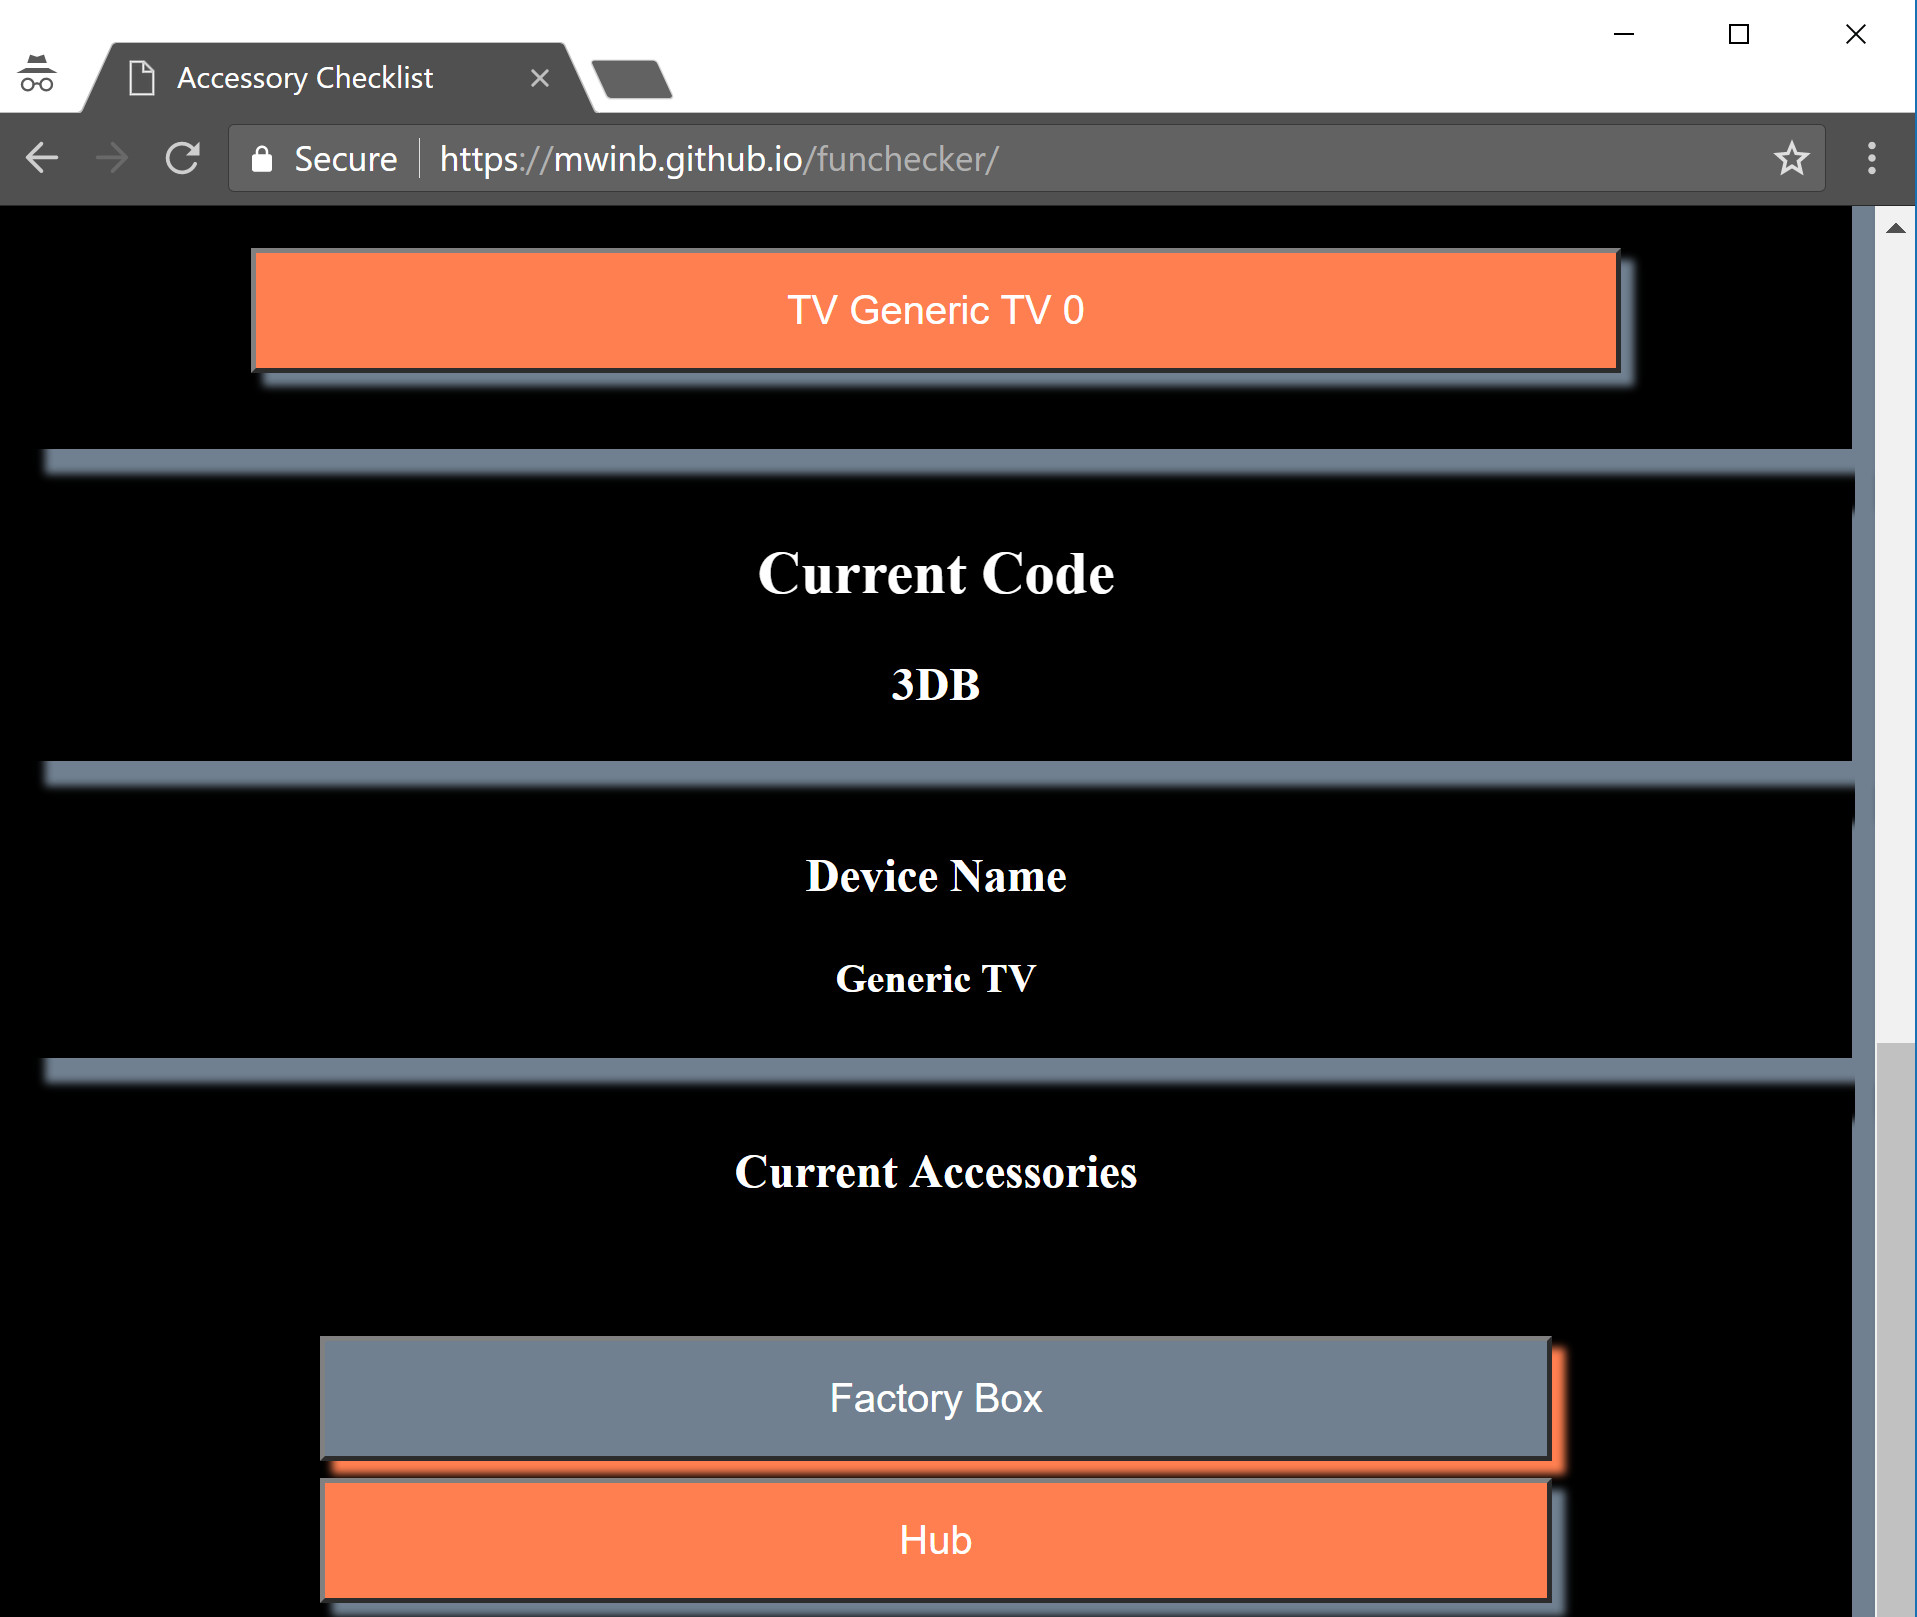 Accessory Checklist
Secure https://mwinb.github.io/funchecker/
TV Generic TV 0
Current Code
3DB
Device Name
Generic TV
Current Accessories
Factory Box
Hub